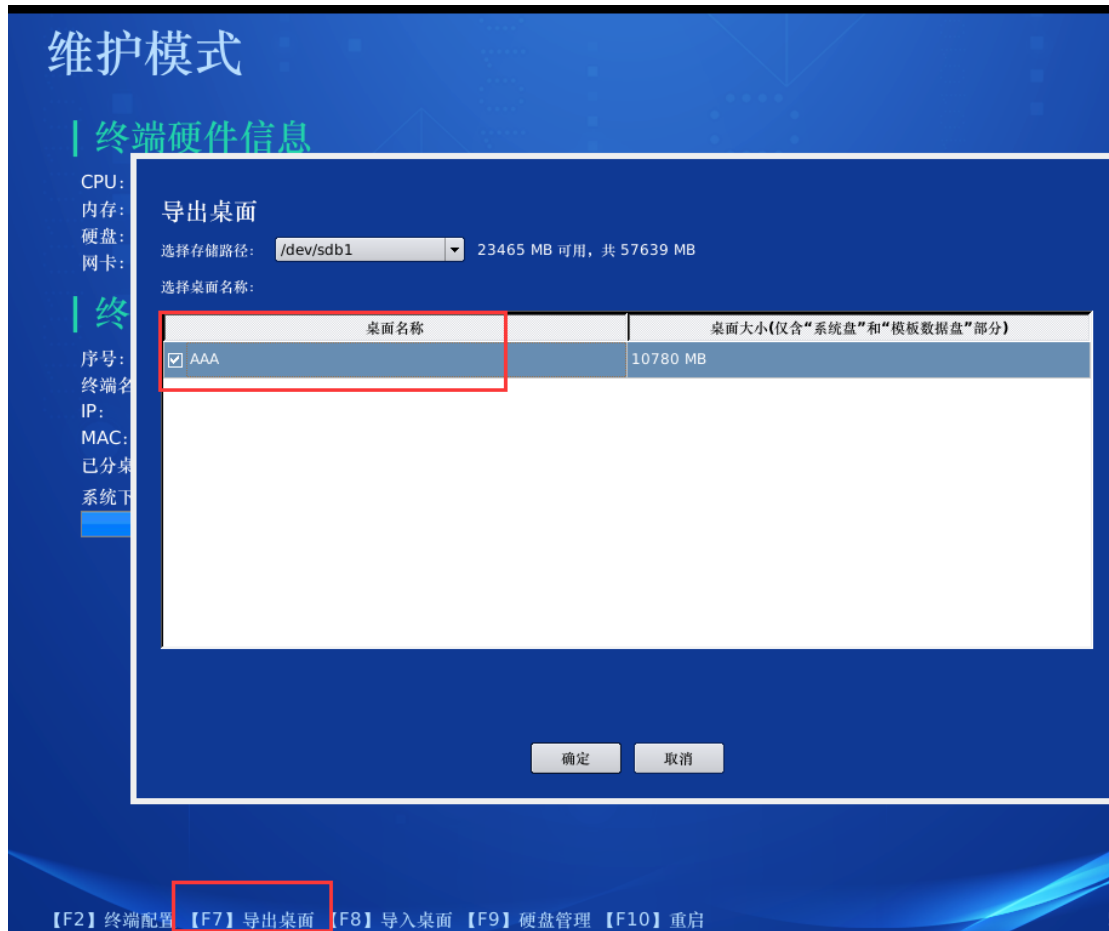 维护模式
终端硬件信息
CPU:
内存:
硬盘:
网卡:
导出桌面
选择存储路径: /dev/sdb1 23465 MB 可用，共 57639 MB
选择桌面名称:
桌面名称 桌面大小(仅含“系统盘”和“模板数据盘”部分)
AAA 10780 MB
终
序号:
终端名
IP:
MAC:
已分桌
系统下
确定 取消
【F2】终端配置 【F7】导出桌面 【F8】导入桌面 【F9】硬盘管理 【F10】重启